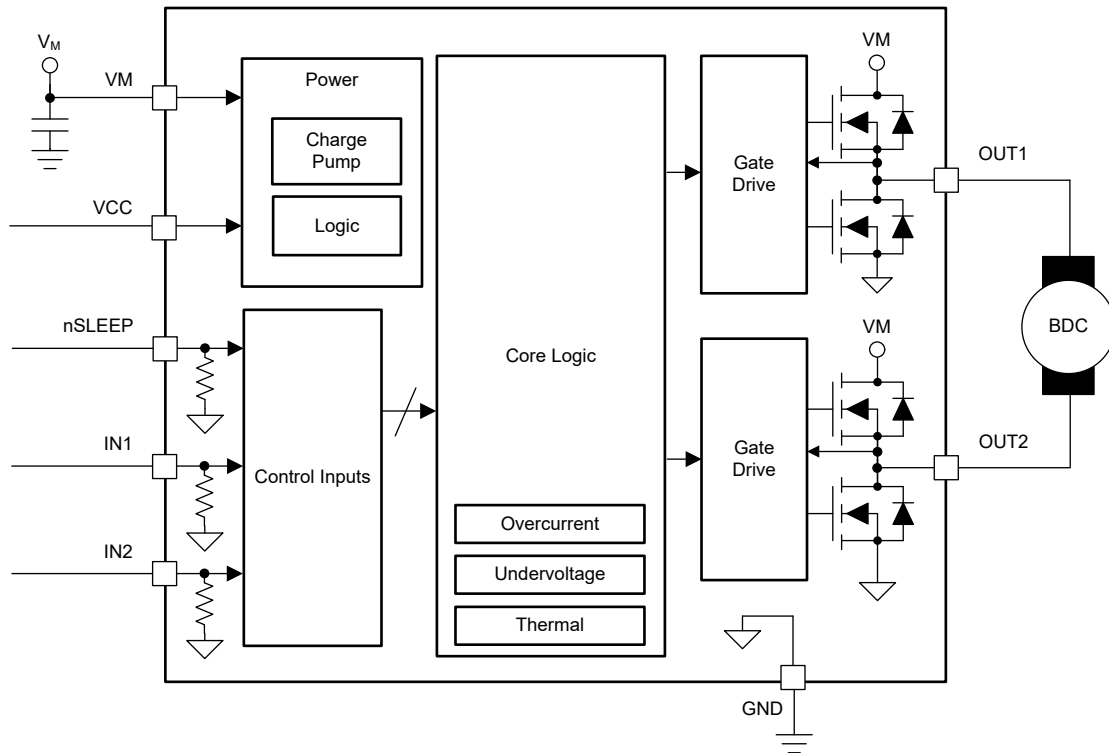 VM
VM
Power
Charge
Pump
VCC
Logic
nSLEEP
IN1
Control Inputs
IN2
Core Logic
Overcurrent
Undervoltage
Thermal
VM
Gate
Drive
OUT1
BDC
VM
Gate
Drive
OUT2
GND